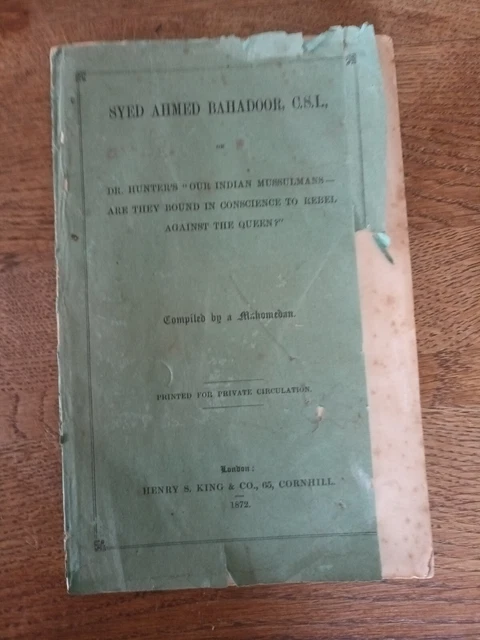 SYED AHMED BAHADOOR, C.S.I.,
ON
DR. HUNTER'S "OUR INDIAN MUSSULMANS—
ARE THEY BOUND IN CONSCIENCE TO REBEL
AGAINST THE QUEEN?"
Compiled by a Mahomedan.
PRINTED FOR PRIVATE CIRCULATION.
London:
HENRY S. KING & CO., 65, CORNHILL.
1872.